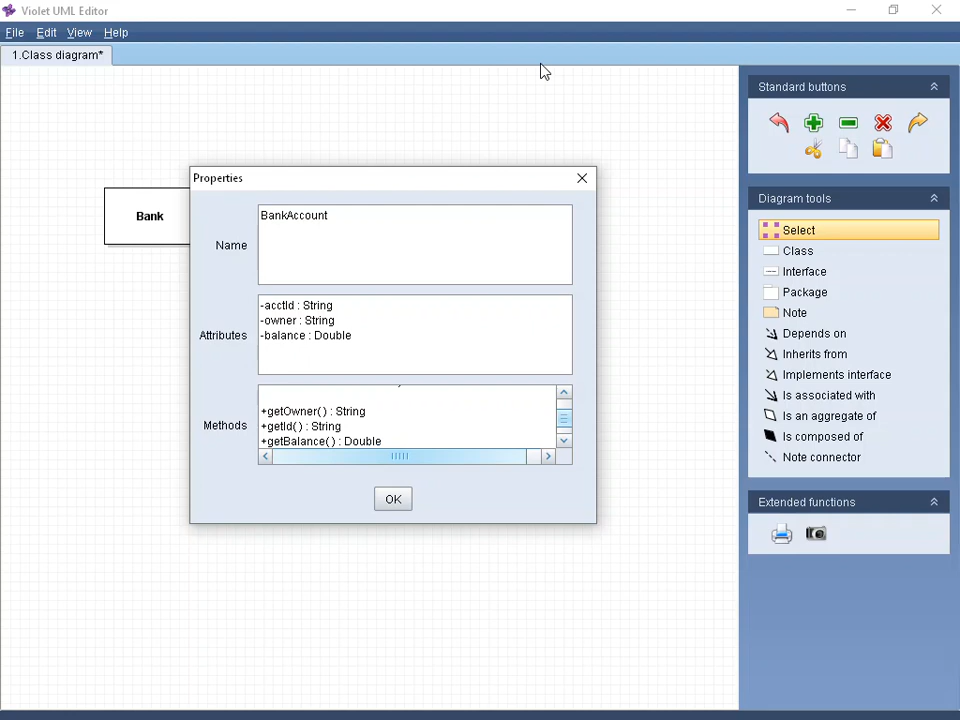 Violet UML Editor
File Edit View Help
1.Class diagram*
Standard buttons
Diagram tools
Select
Class
Interface
Package
Note
Depends on
Inherits from
Implements interface
Is associated with
Is an aggregate of
Is composed of
Note connector
Extended functions
Bank
Properties
Name
BankAccount
Attributes
-acctId : String
-owner : String
-balance : Double
Methods
+getOwner() : String
+getId() : String
+getBalance() : Double
OK